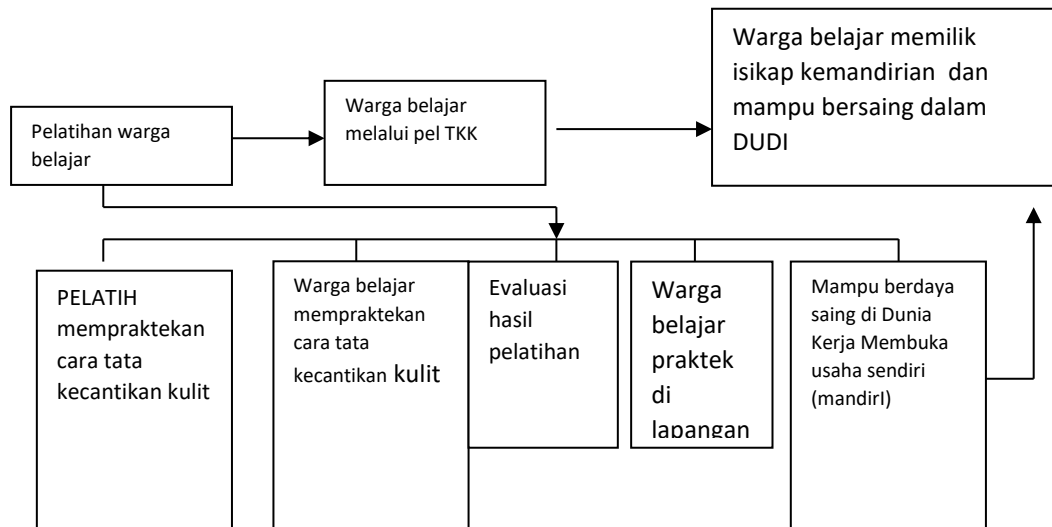 Pelatihan warga
belajar
Warga belajar
melalui pel TKK
Warga belajar memilik
isikap kemandirian dan
mampu bersaing dalam
DUDI
PELATIH
mempraktekan
cara tata
kecantikan kulit
Warga belajar
mempraktekan
cara tata
kecantikan kulit
Evaluasi
hasil
pelatihan
Warga
belajar
praktek
di
lapangan
Mampu berdaya
saing di Dunia
Kerja Membuka
usaha sendiri
(mandirI)